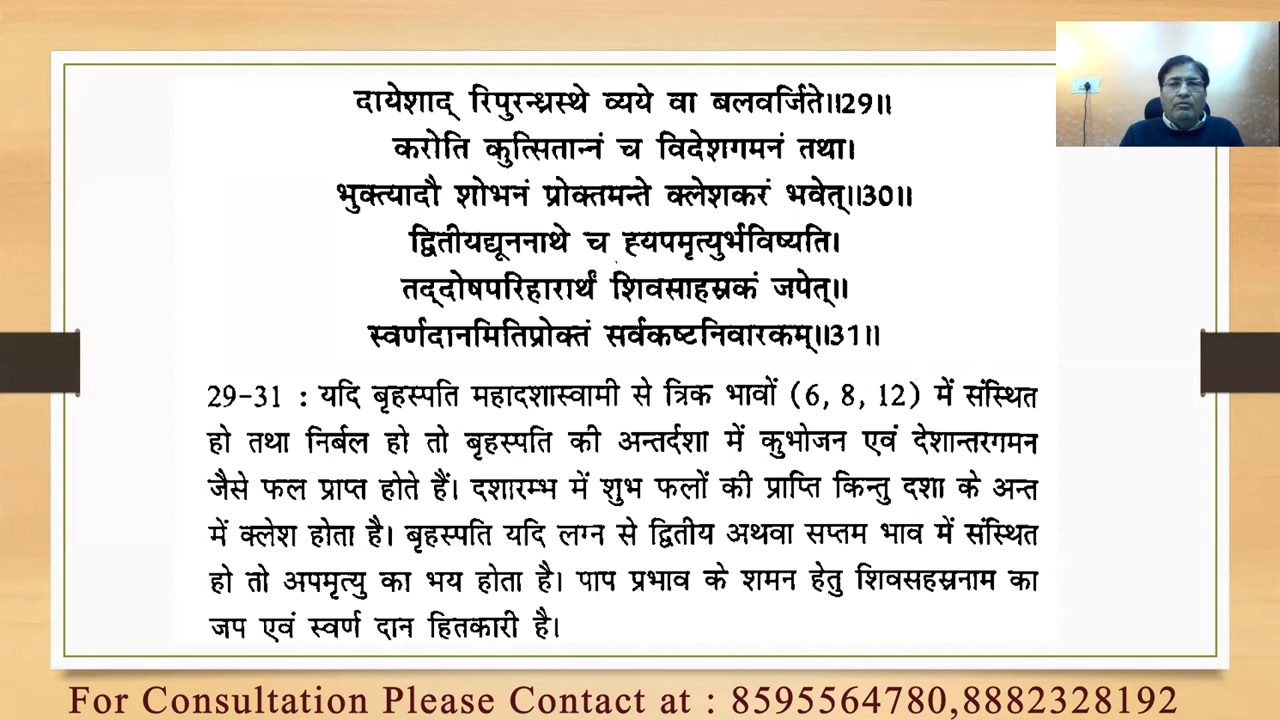 दायेशाद् रिपुरन्ध्रस्थे व्यये वा बलवर्जिते॥29॥
करोति कुत्सितान्नं च विदेशगमनं तथा।
भुक्त्यादौ शोभनं प्रोक्तमन्ते क्लेशकरं भवेत्॥30॥
द्वितीयद्यूननाथे च ह्यपमृत्युर्भविष्यति।
तद्दोषपरिहारार्थं शिवसाहस्रकं जपेत्॥
स्वर्णदानमितिप्रोक्तं सर्वकष्टनिवारकम्॥31॥
29-31 : यदि बृहस्पति महादशास्वामी से त्रिक भावों (6, 8, 12) में संस्थित
हो तथा निर्बल हो तो बृहस्पति की अन्तर्दशा में कुभोजन एवं देशान्तरगमन
जैसे फल प्राप्त होते हैं। दशारम्भ में शुभ फलों की प्राप्ति किन्तु दशा के अन्त
में क्लेश होता है। बृहस्पति यदि लग्न से द्वितीय अथवा सप्तम भाव में संस्थित
हो तो अपमृत्यु का भय होता है। पाप प्रभाव के शमन हेतु शिवसहस्रनाम का
जप एवं स्वर्ण दान हितकारी है।
For Consultation Please Contact at : 8595564780,8882328192